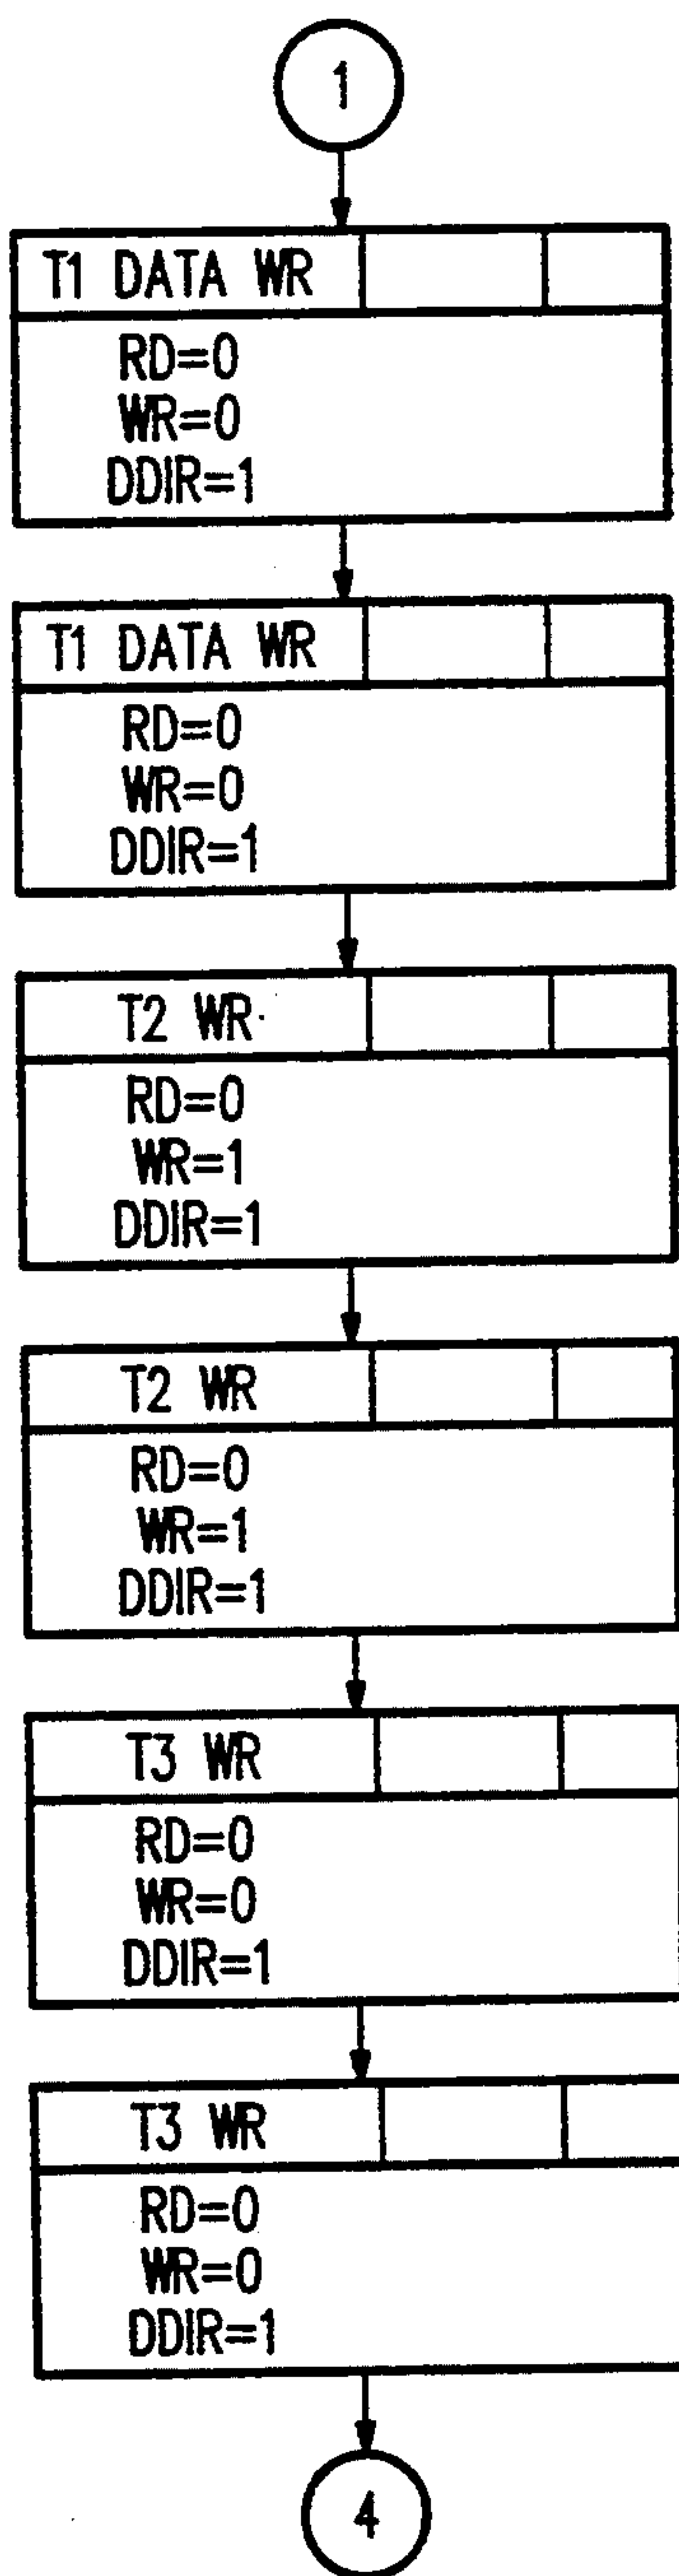 1
T1 DATA WR
RD=0
WR=0
DDIR=1
T1 DATA WR
RD=0
WR=0
DDIR=1
T2 WR
RD=0
WR=1
DDIR=1
T2 WR
RD=0
WR=1
DDIR=1
T3 WR
RD=0
WR=0
DDIR=1
T3 WR
RD=0
WR=0
DDIR=1
4